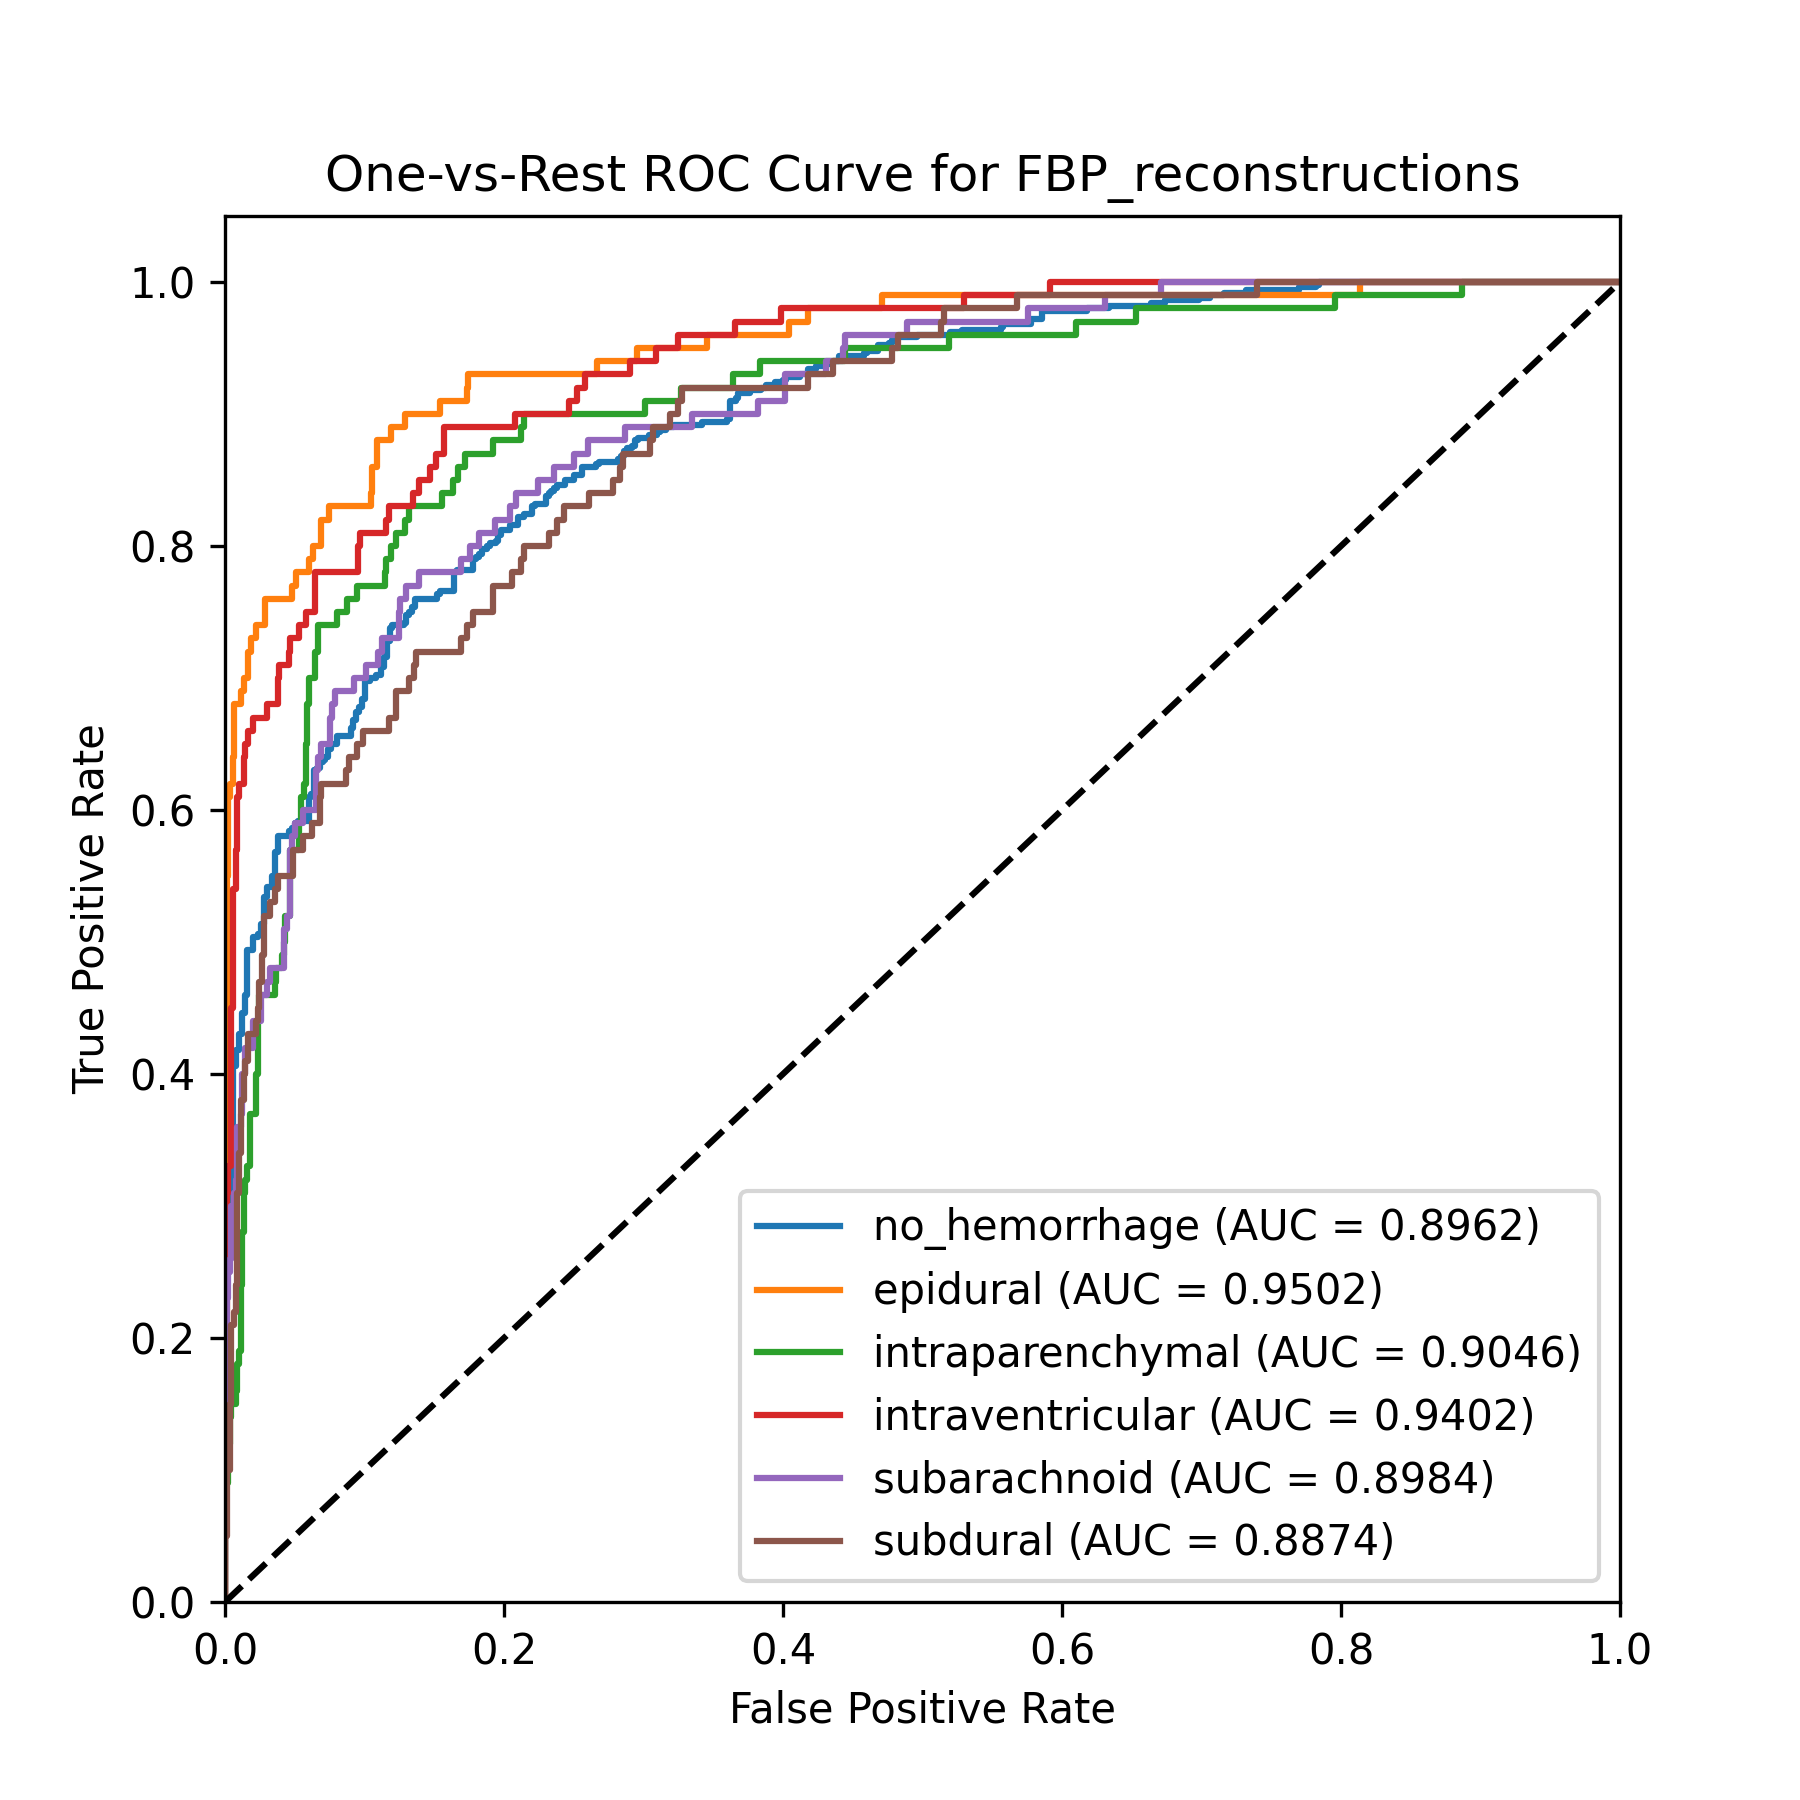 One-vs-Rest ROC Curve for FBP_reconstructions
1.0
0.8
0.6
0.4
0.2
0.0
True Positive Rate
no_hemorrhage (AUC = 0.8962)
epidural (AUC = 0.9502)
intraparenchymal (AUC = 0.9046)
intraventricular (AUC = 0.9402)
subarachnoid (AUC = 0.8984)
subdural (AUC = 0.8874)
0.0 0.2 0.4 0.6 0.8 1.0
False Positive Rate